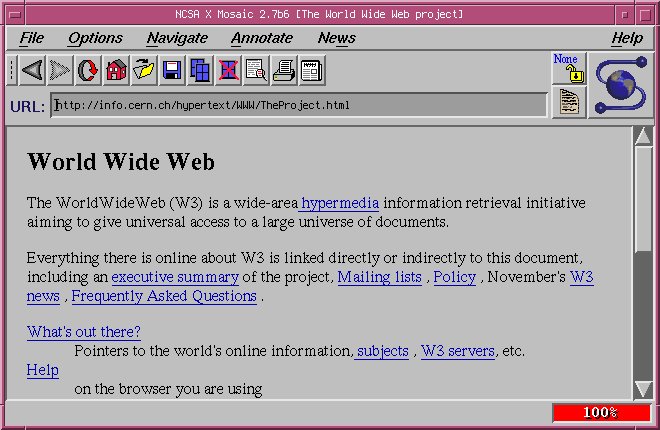 NCSA X Mosaic 2.7b6 [The World Wide Web project]
File Options Navigate Annotate News Help
None
URL: http://info.cern.ch/hypertext/WWW/TheProject.html
World Wide Web
The WorldWideWeb (W3) is a wide-area hypermedia information retrieval initiative
aiming to give universal access to a large universe of documents.
Everything there is online about W3 is linked directly or indirectly to this document,
including an executive summary of the project, Mailing lists , Policy , November's W3
news , Frequently Asked Questions .
What's out there?
Pointers to the world's online information, subjects , W3 servers, etc.
Help
on the browser you are using
100%